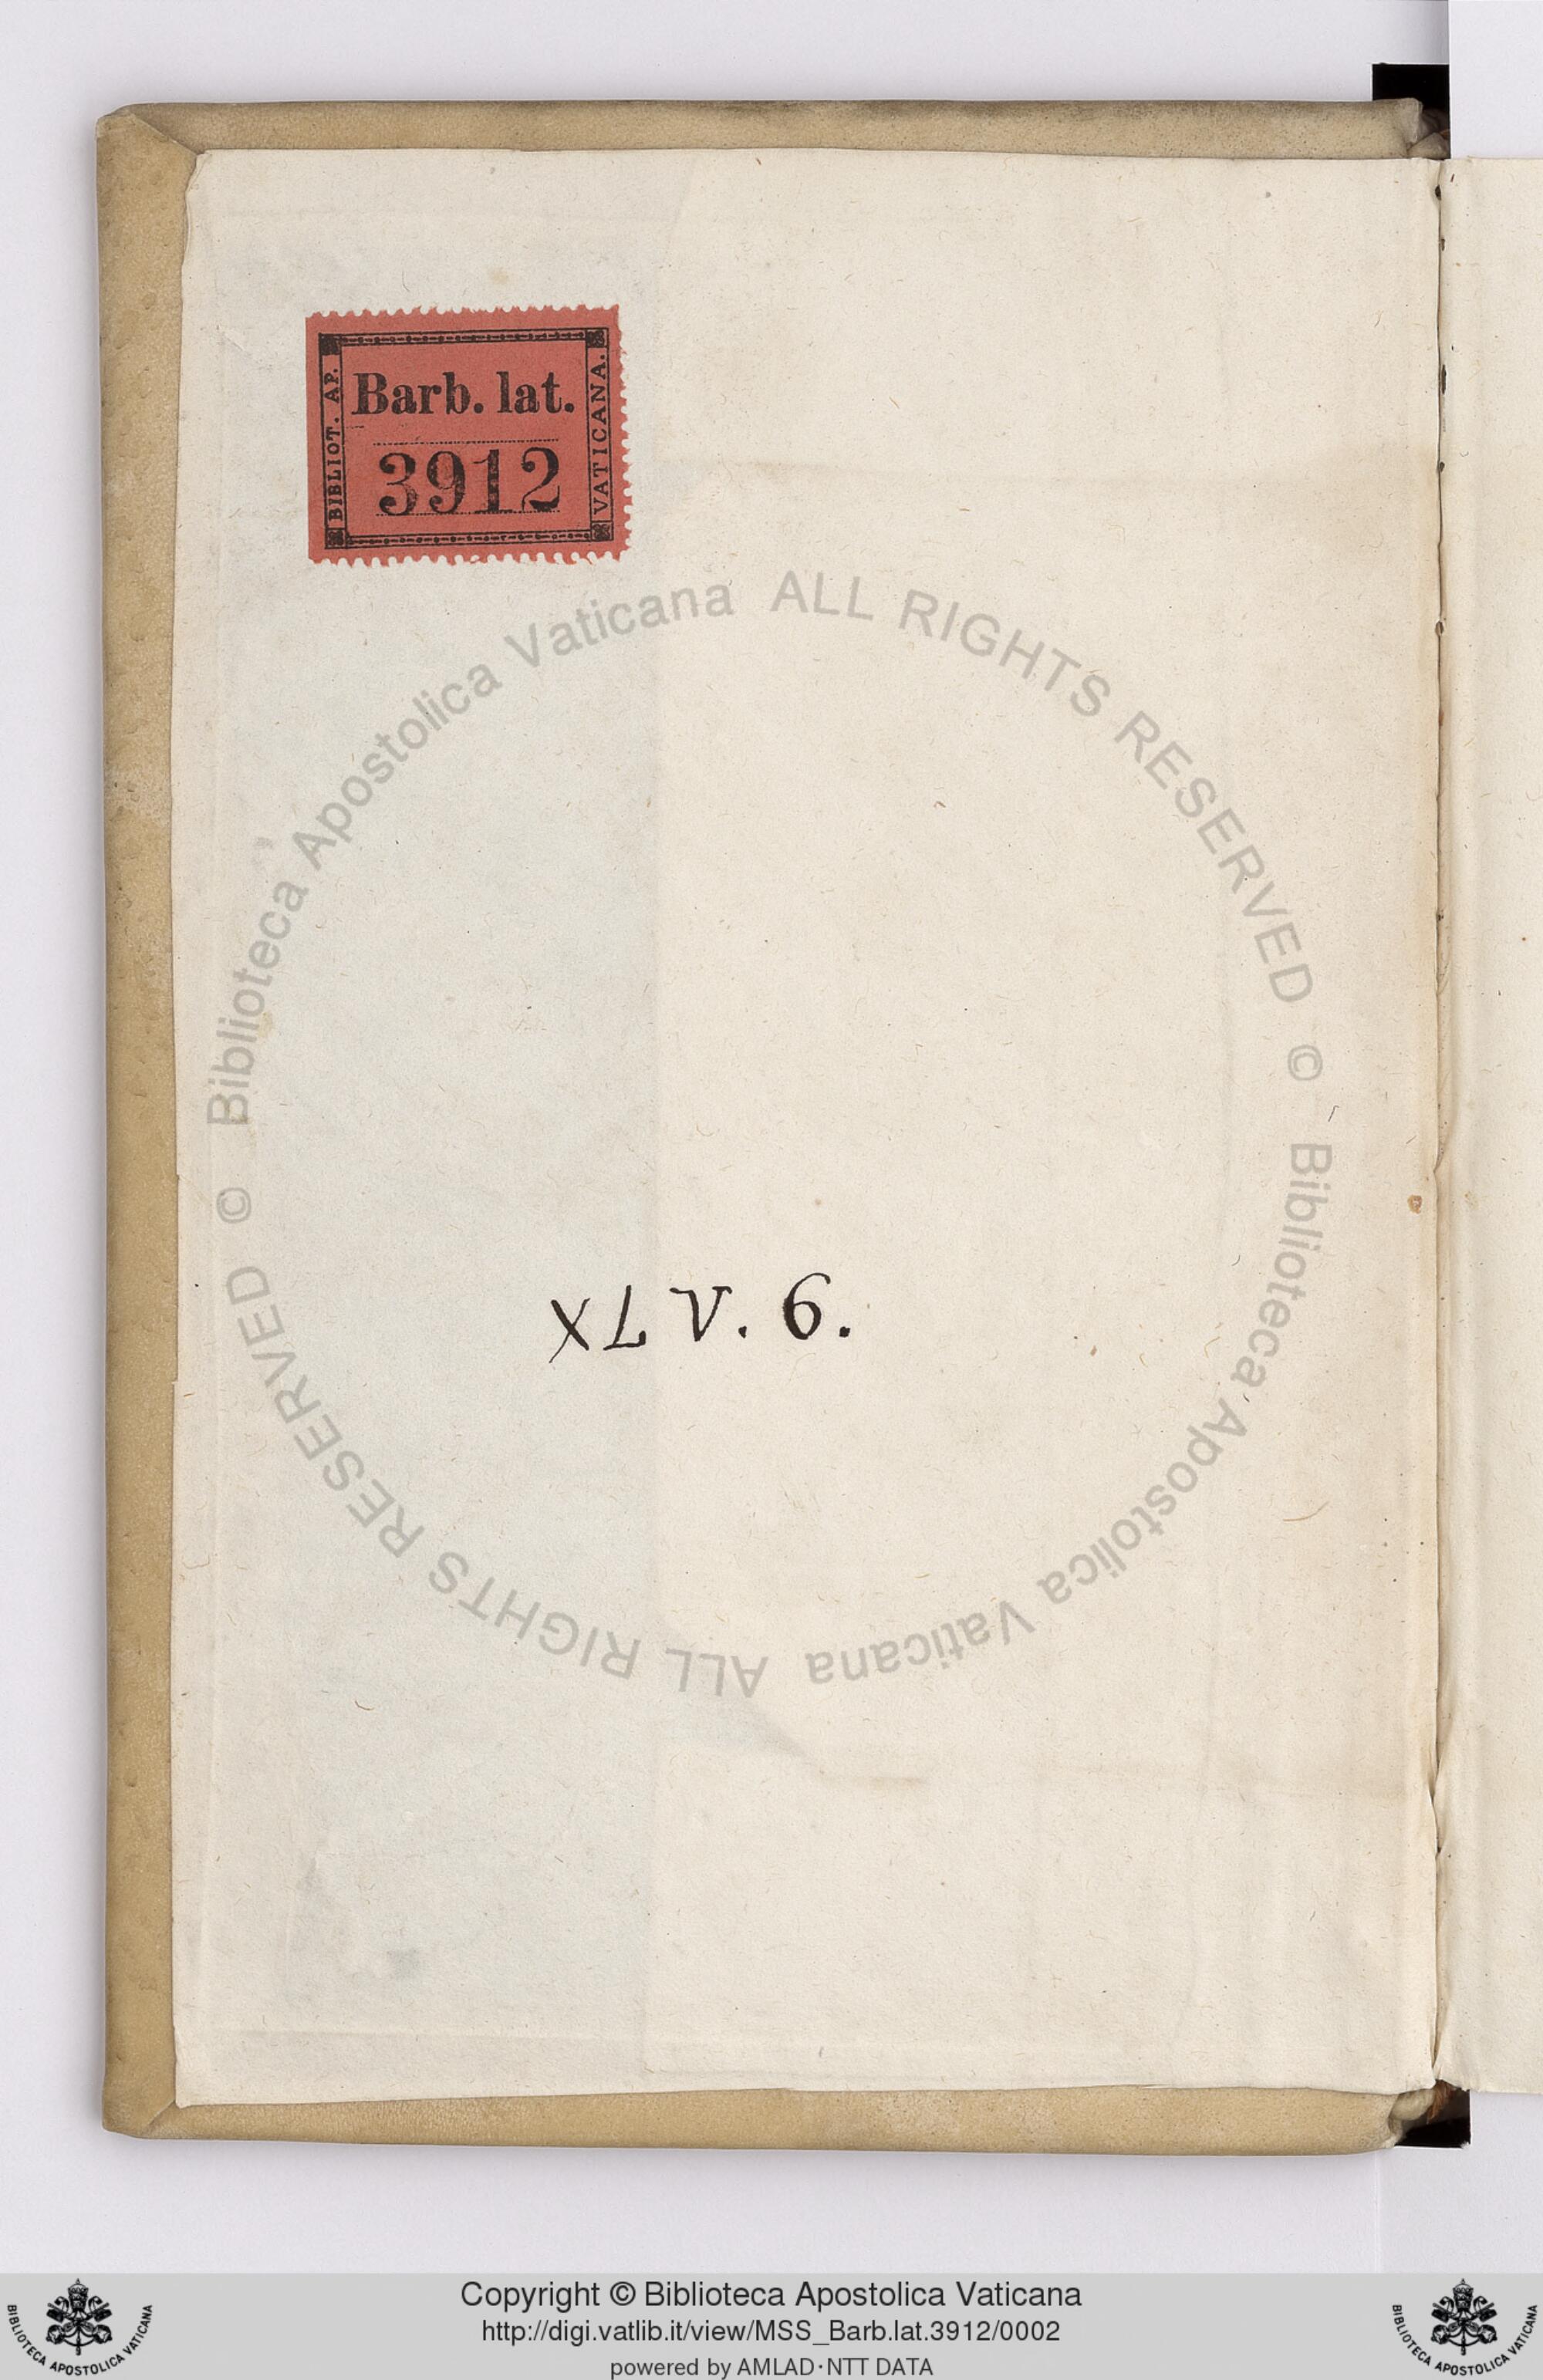 BIBLIOT. AP.
Barb. lat.
3912
VATICANA.
© Biblioteca Apostolica Vaticana ALL RIGHTS RESERVED
© Biblioteca Apostolica Vaticana ALL RIGHTS RESERVED
XLV. 6.
Copyright © Biblioteca Apostolica Vaticana
http://digi.vatlib.it/view/MSS_Barb.lat.3912/0002
powered by AMLAD·NTT DATA
BIBLIOTECA APOSTOLICA VATICANA
BIBLIOTECA APOSTOLICA VATICANA